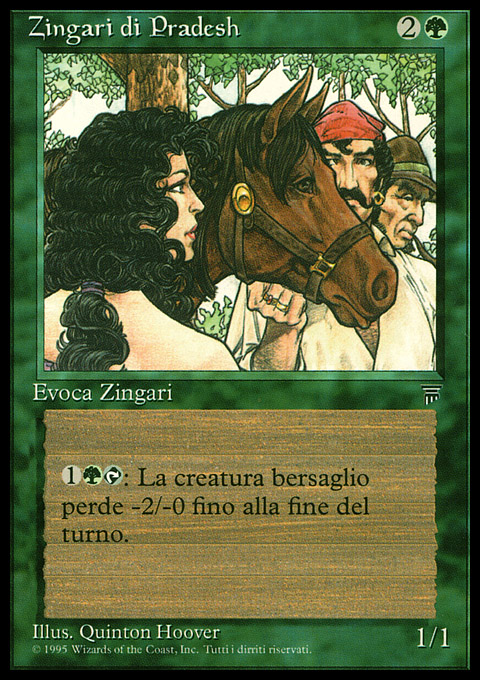 Zingari di Pradesh 2
Evoca Zingari
1: La creatura bersaglio
perde -2/-0 fino alla fine del
turno.
Illus. Quinton Hoover
© 1995 Wizards of the Coast, Inc. Tutti i dirriti riservati.
1/1